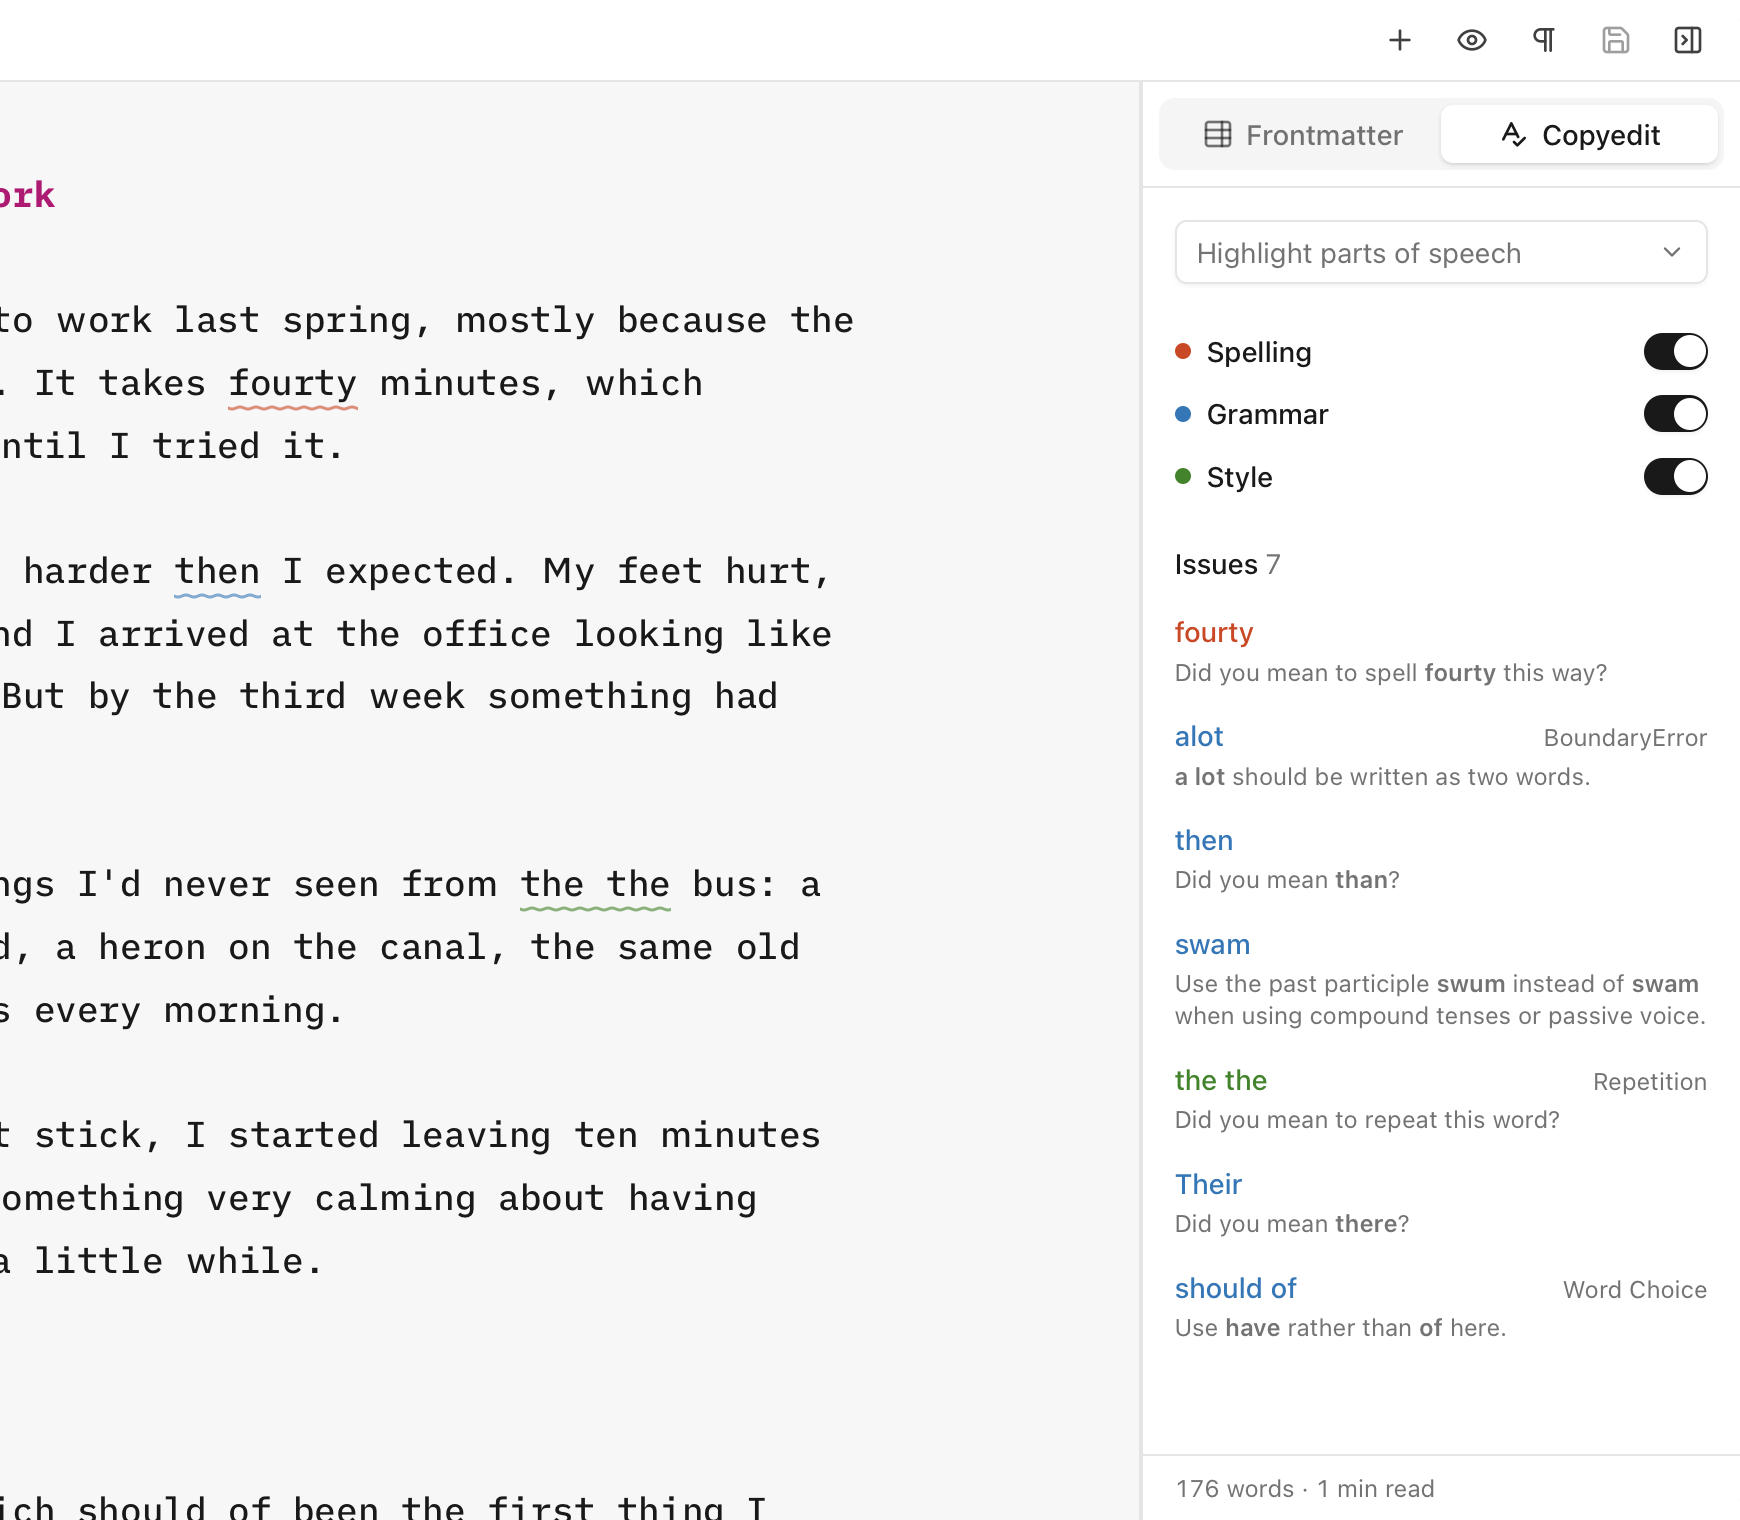 Frontmatter
Copyedit
ork
to work last spring, mostly because the
. It takes fourty minutes, which
ntil I tried it.
harder then I expected. My feet hurt,
nd I arrived at the office looking like
But by the third week something had
ngs I'd never seen from the the bus: a
d, a heron on the canal, the same old
s every morning.
t stick, I started leaving ten minutes
omething very calming about having
a little while.
ich should of been the first thing I
Highlight parts of speech
Spelling
Grammar
Style
Issues 7
fourty
Did you mean to spell fourty this way?
alot BoundaryError
a lot should be written as two words.
then
Did you mean than?
swam
Use the past participle swum instead of swam
when using compound tenses or passive voice.
the the Repetition
Did you mean to repeat this word?
Their
Did you mean there?
should of Word Choice
Use have rather than of here.
176 words · 1 min read